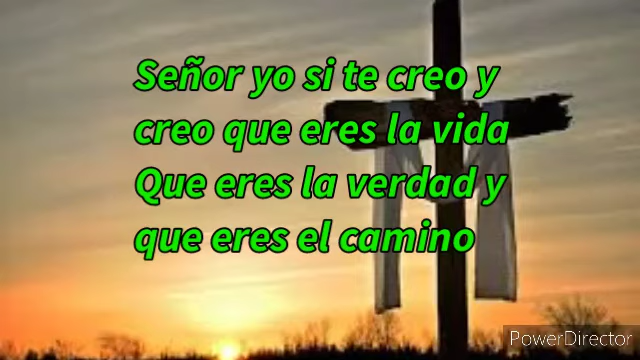 Señor yo si te creo y
creo que eres la vida
Que eres la verdad y
que eres el camino
PowerDirector